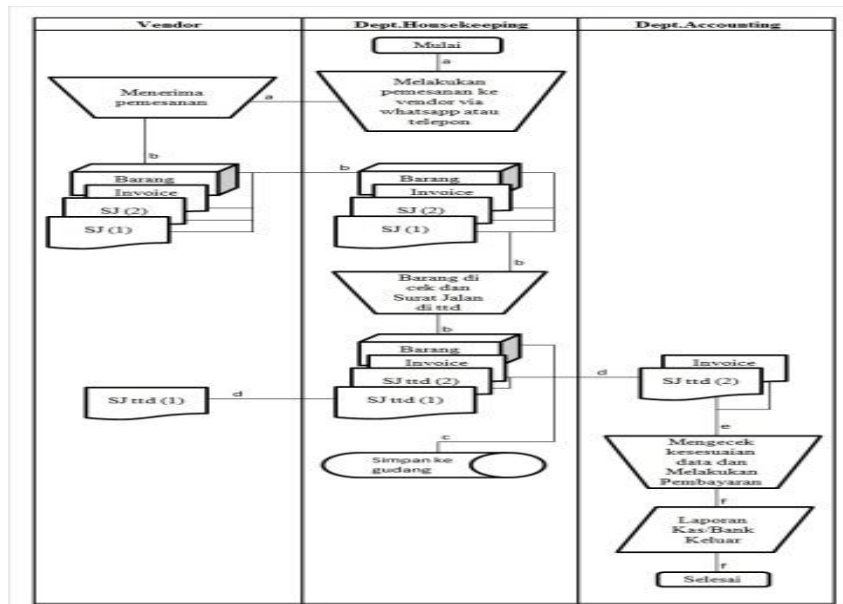 Vendor
Dept.Housekeeping
Dept.Accounting
Mulai
a
Menerima
pemesanan
a
Melakukan
pemesanan ke
vendor via
whatsapp atau
telepon
b
b
Barang
Invoice
SJ (2)
SJ (1)
Barang
Invoice
SJ (2)
SJ (1)
b
Barang di
cek dan
Surat Jalan
di ttd
b
Barang
Invoice
SJ ttd (2)
SJ ttd (1)
d
SJ ttd (1)
d
Invoice
SJ ttd (2)
c
Simpan ke
gudang
e
Mengecek
kesesuaian
data dan
Melakukan
Pembayaran
f
Laporan
Kas/Bank
Keluar
f
Selesai